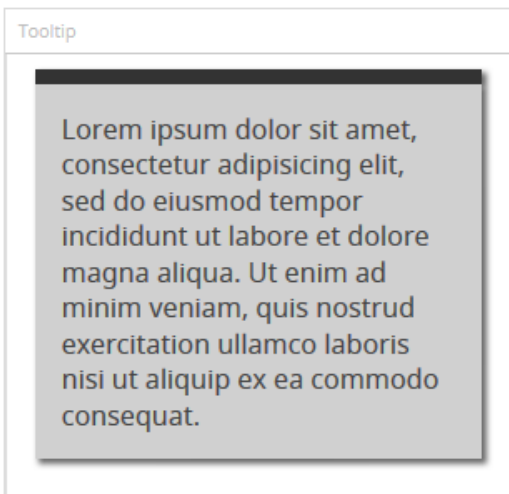 Tooltip
Lorem ipsum dolor sit amet,
consectetur adipisicing elit,
sed do eiusmod tempor
incididunt ut labore et dolore
magna aliqua. Ut enim ad
minim veniam, quis nostrud
exercitation ullamco laboris
nisi ut aliquip ex ea commodo
consequat.